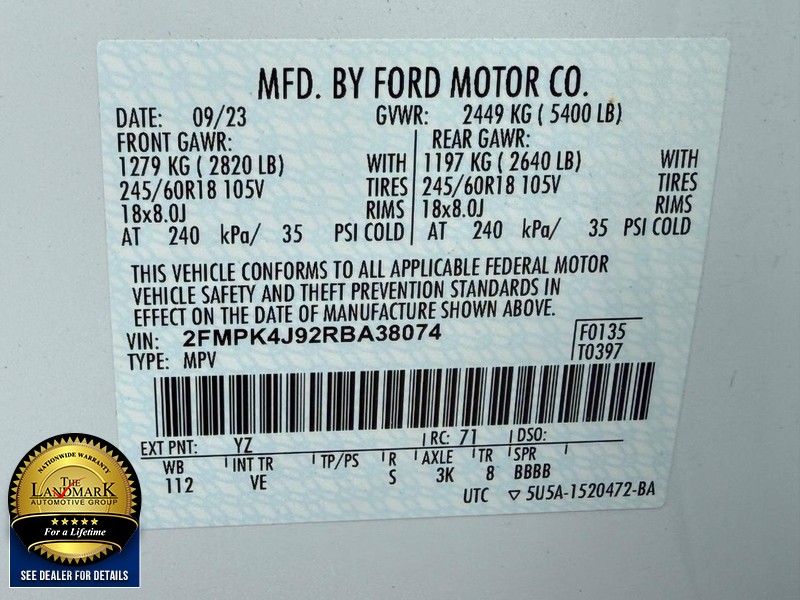 MFD. BY FORD MOTOR CO.
DATE: 09/23 GVWR: 2449 KG ( 5400 LB)
FRONT GAWR: REAR GAWR:
1279 KG ( 2820 LB) WITH 1197 KG ( 2640 LB) WITH
245/60R18 105V TIRES 245/60R18 105V TIRES
18x8.0J RIMS 18x8.0J RIMS
AT 240 kPa/ 35 PSI COLD AT 240 kPa/ 35 PSI COLD
THIS VEHICLE CONFORMS TO ALL APPLICABLE FEDERAL MOTOR
VEHICLE SAFETY AND THEFT PREVENTION STANDARDS IN
EFFECT ON THE DATE OF MANUFACTURE SHOWN ABOVE.
VIN: 2FMPK4J92RBA38074 F0135
TYPE: MPV T0397
EXT PNT: YZ RC: 71 DSO:
WB INT TR TP/PS R AXLE TR SPR
112 VE S 3K 8 BBBB
UTC ▽ 5U5A-1520472-BA
NATIONWIDE WARRANTY
THE
LANDMARK
AUTOMOTIVE GROUP
For a Lifetime
SEE DEALER FOR DETAILS